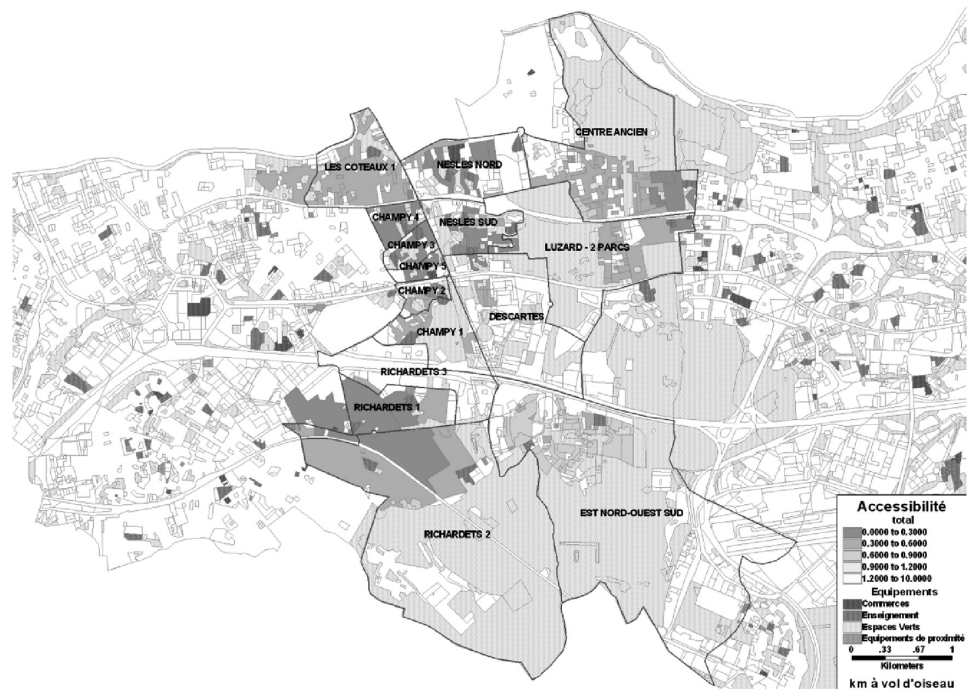 CENTRE ANCIEN
LES COTEAUX 1
NESLES NORD
CHAMPY 4
NESLES SUD
CHAMPY 3
LUZARD - 2 PARCS
CHAMPY 5
CHAMPY 2
DESCARTES
CHAMPY 1
RICHARDETS 3
RICHARDETS 1
EST NORD-OUEST SUD
RICHARDETS 2
Accessibilité
total
0.0000 to 0.3000
0.3000 to 0.6000
0.6000 to 0.9000
0.9000 to 1.2000
1.2000 to 10.0000
Equipements
Commerces
Enseignement
Espaces Verts
Equipements de proximité
0 .33 .67 1
Kilometers
km à vol d'oiseau